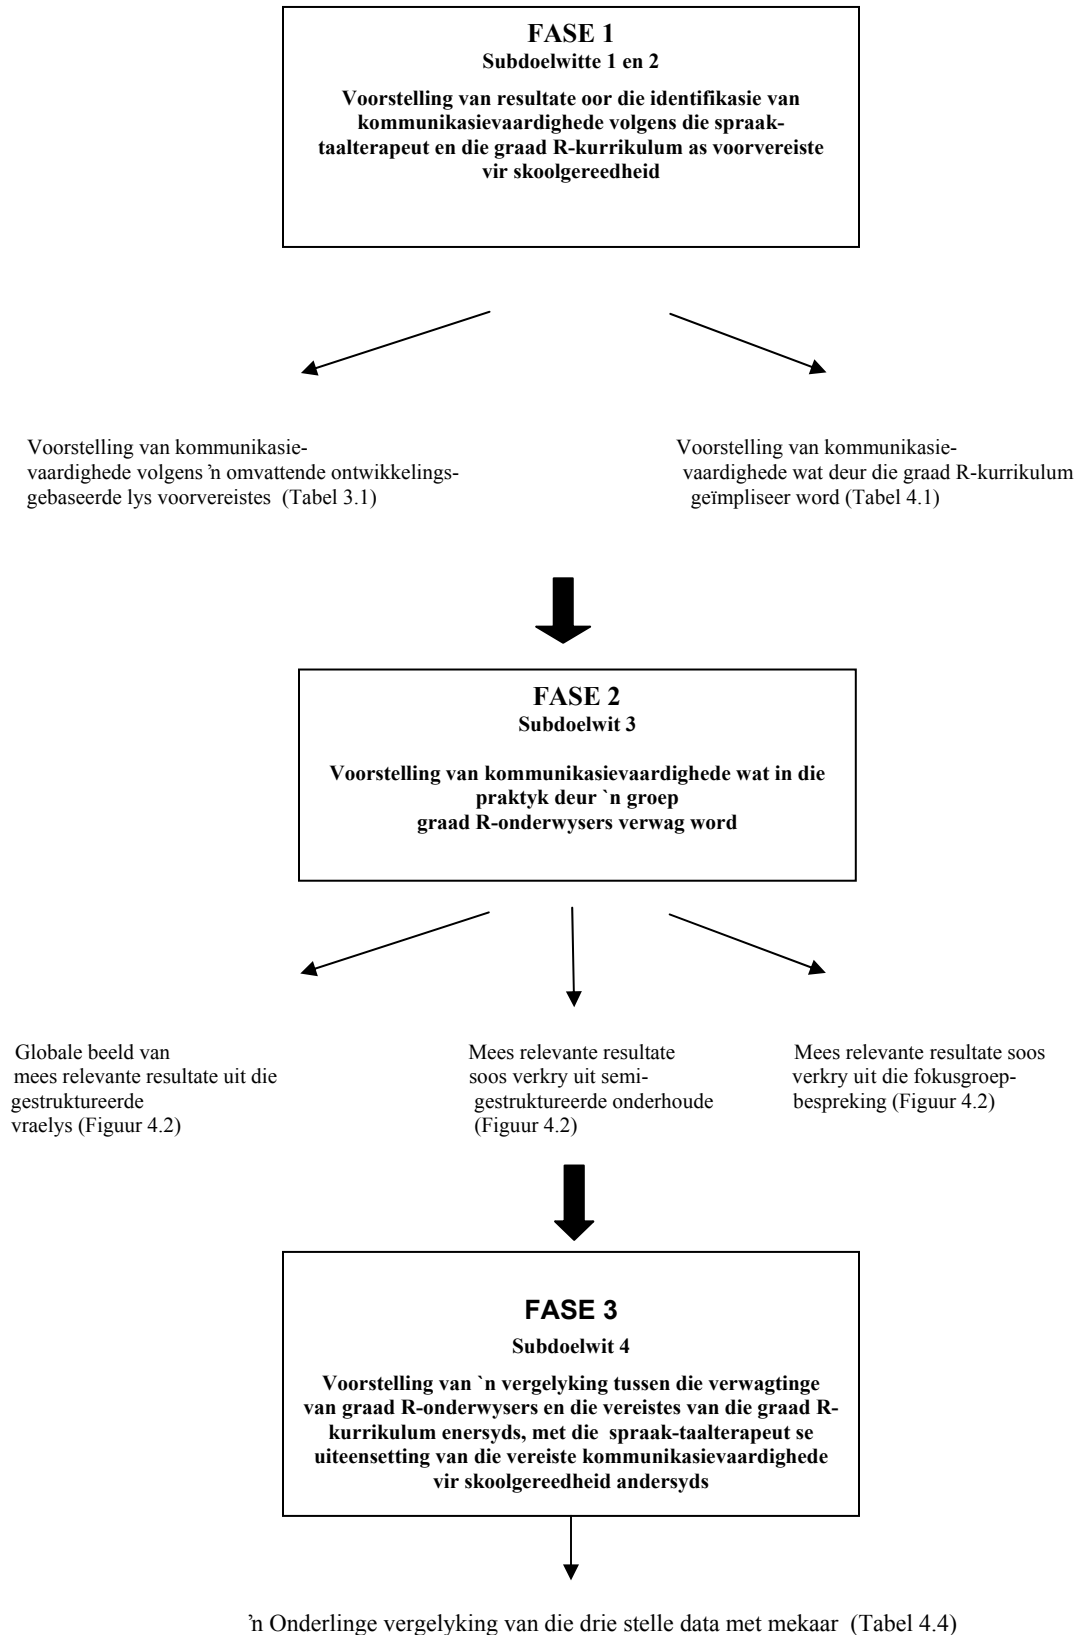 FASE 1
Subdoelwitte 1 en 2
Voorstelling van resultate oor die identifikasie van
kommunikasievaardighede volgens die spraak-
taalterapeut en die graad R-kurrikulum as voorvereiste
vir skoolgereedheid
Voorstelling van kommunikasie-
vaardighede volgens ŉ omvattende ontwikkelings-
gebaseerde lys voorvereistes (Tabel 3.1)
Voorstelling van kommunikasie-
vaardighede wat deur die graad R-kurrikulum
geïmpliseer word (Tabel 4.1)
FASE 2
Subdoelwit 3
Voorstelling van kommunikasievaardighede wat in die
praktyk deur `n groep
graad R-onderwysers verwag word
Globale beeld van
mees relevante resultate uit die
gestruktureerde
vraelys (Figuur 4.2)
Mees relevante resultate
soos verkry uit semi-
gestruktureerde onderhoude
(Figuur 4.2)
Mees relevante resultate soos
verkry uit die fokusgroep-
bespreking (Figuur 4.2)
FASE 3
Subdoelwit 4
Voorstelling van `n vergelyking tussen die verwagtinge
van graad R-onderwysers en die vereistes van die graad R-
kurrikulum enersyds, met die spraak-taalterapeut se
uiteensetting van die vereiste kommunikasievaardighede
vir skoolgereedheid andersyds
ŉ Onderlinge vergelyking van die drie stelle data met mekaar (Tabel 4.4)